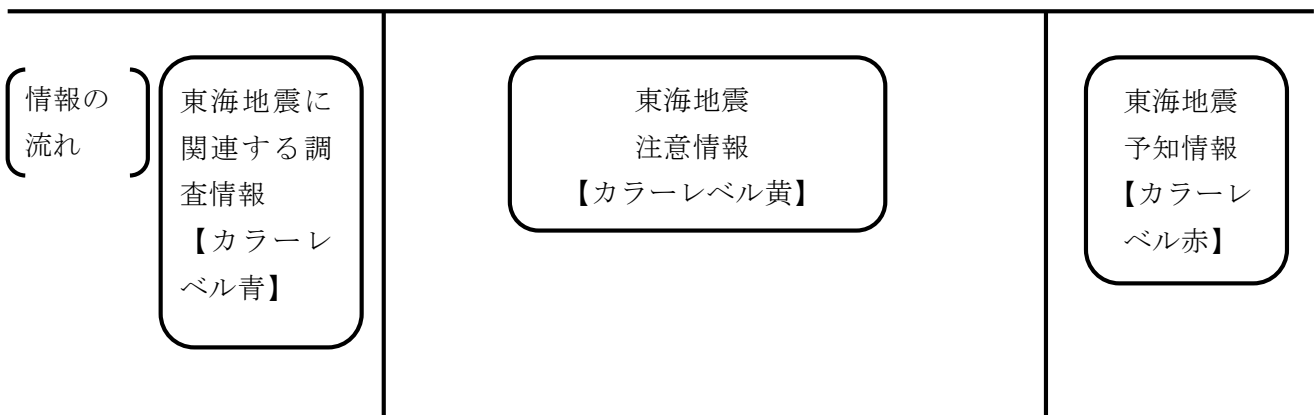 情報の
流れ
東海地震に
関連する調
査情報
【カラーレ
ベル青】
東海地震
注意情報
【カラーレベル黄】
東海地震
予知情報
【カラーレ
ベル赤】